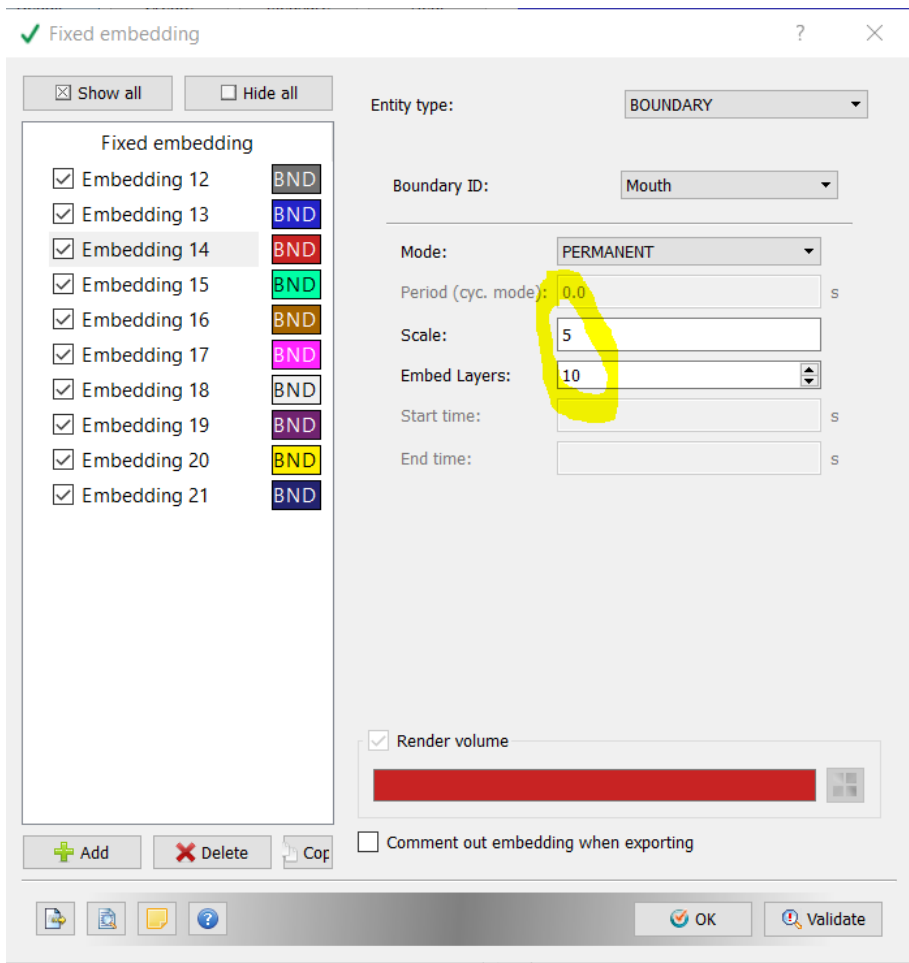 Fixed embedding
?
Show all
Hide all
Fixed embedding
Embedding 12 BND
Embedding 13 BND
Embedding 14 BND
Embedding 15 BND
Embedding 16 BND
Embedding 17 BND
Embedding 18 BND
Embedding 19 BND
Embedding 20 BND
Embedding 21 BND
Add
Delete
Cop
Entity type: BOUNDARY
Boundary ID: Mouth
Mode: PERMANENT
Period (cyc. mode): 0.0 s
Scale: 5
Embed Layers: 10
Start time: s
End time: s
Render volume
Comment out embedding when exporting
?
OK
Validate